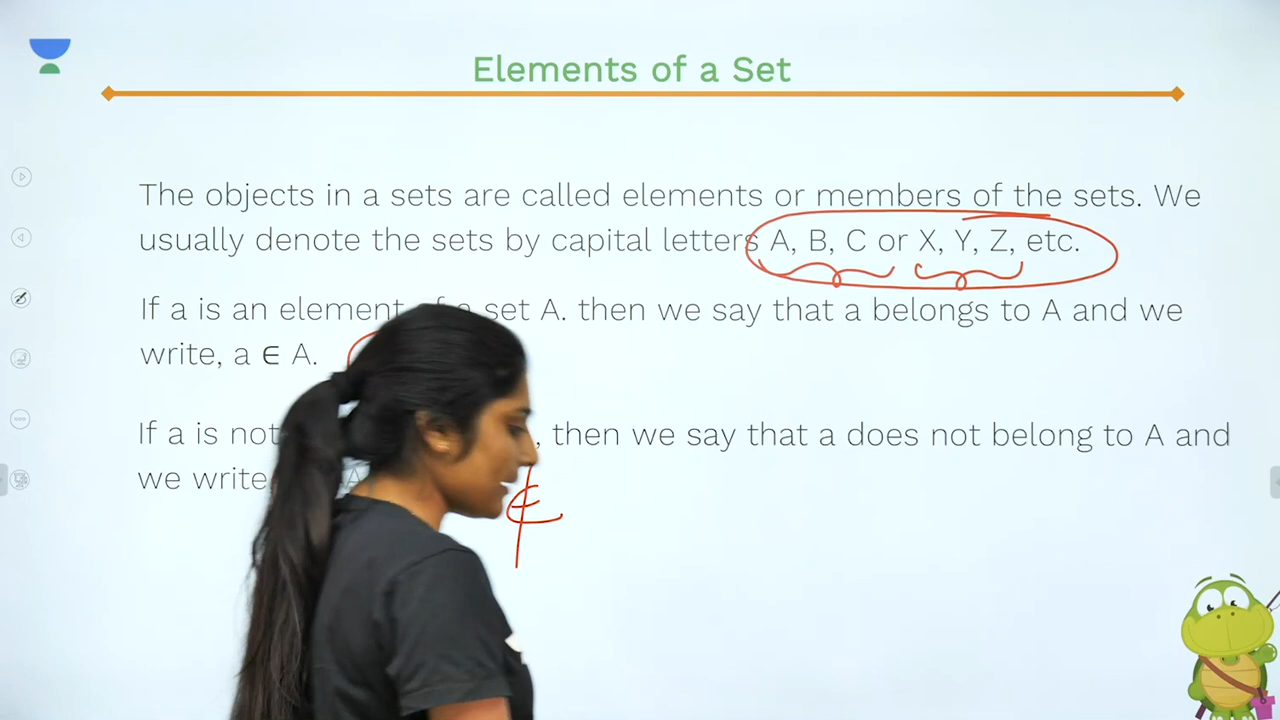 Elements of a Set
The objects in a sets are called elements or members of the sets. We
usually denote the sets by capital letters A, B, C or X, Y, Z, etc.
If a is an element set A. then we say that a belongs to A and we
write, a ∈ A.
If a is not , then we say that a does not belong to A and
we write A
∉